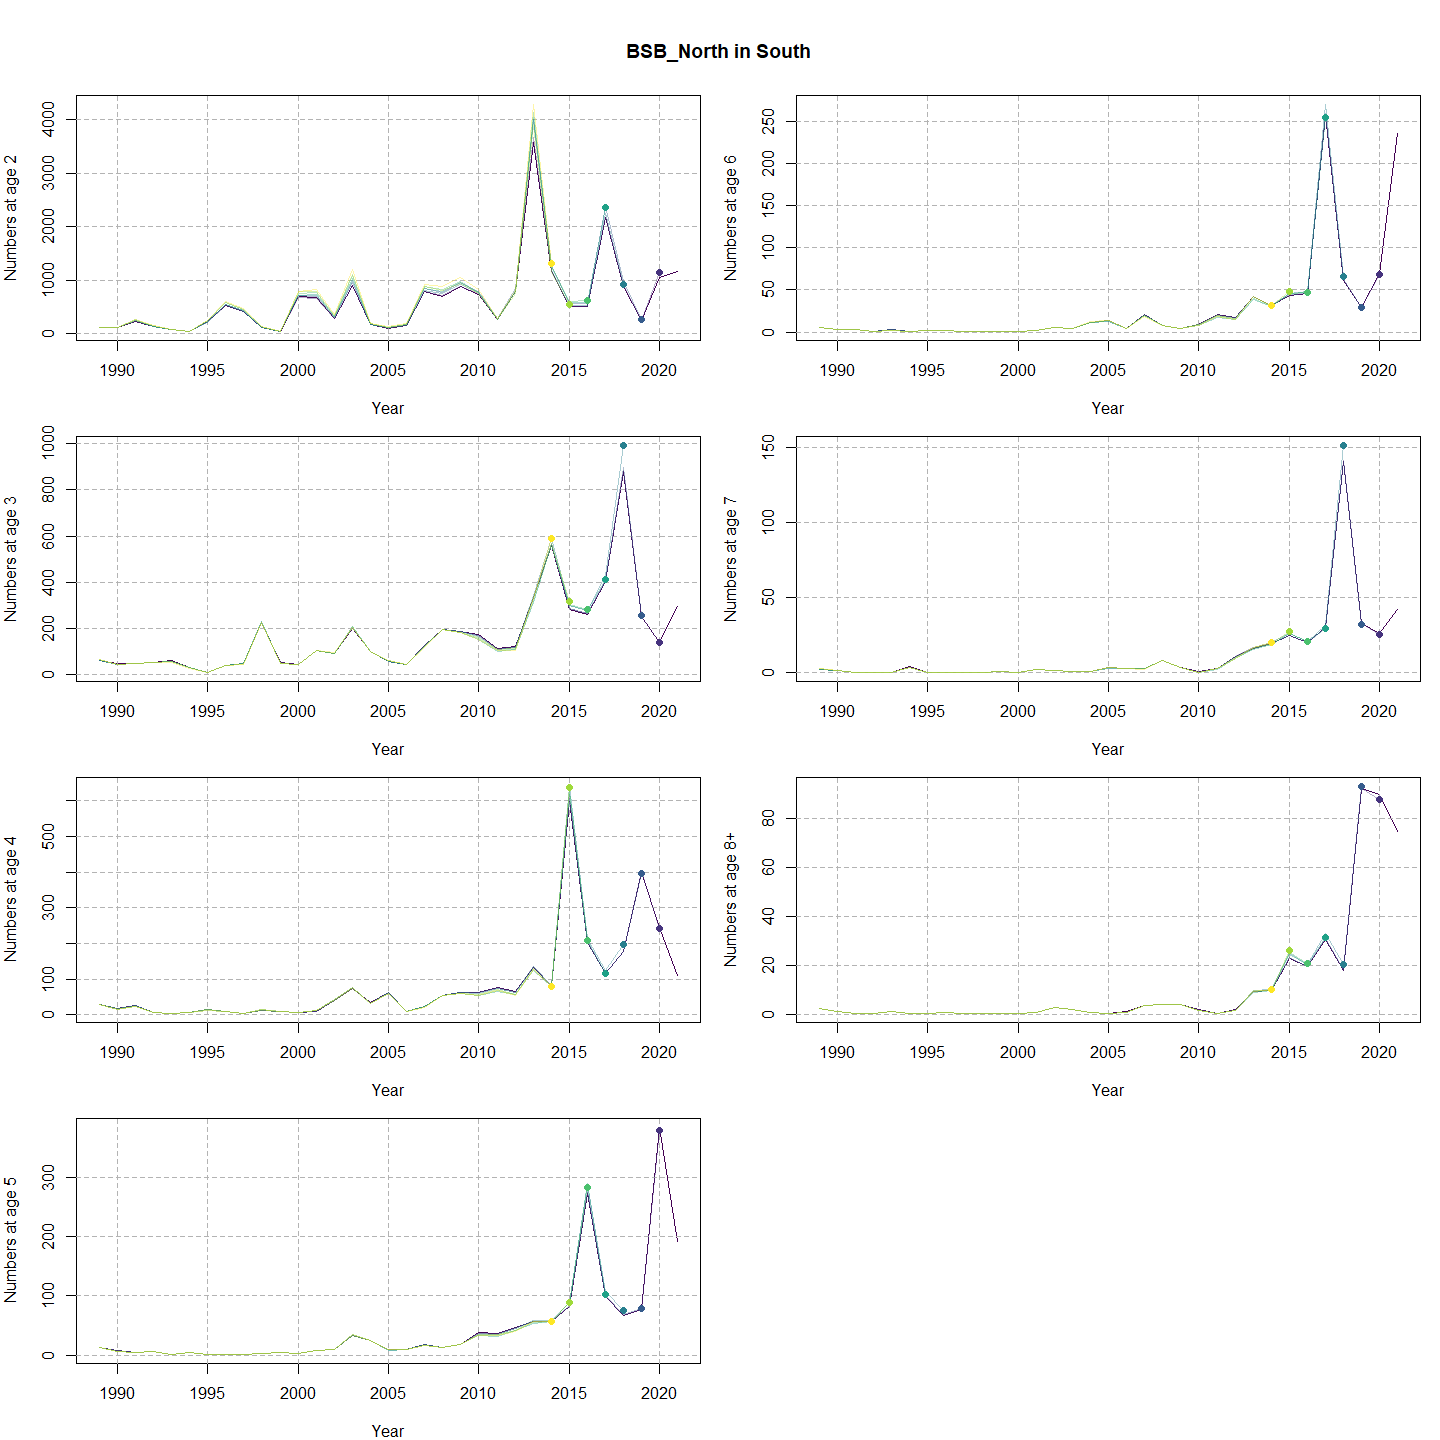 BSB_North in South
Numbers at age 2
0 1000 2000 3000 4000
1990 1995 2000 2005 2010 2015 2020
Year
Numbers at age 6
0 50 100 150 200 250
1990 1995 2000 2005 2010 2015 2020
Year
Numbers at age 3
0 200 400 600 800 1000
1990 1995 2000 2005 2010 2015 2020
Year
Numbers at age 7
0 50 100 150
1990 1995 2000 2005 2010 2015 2020
Year
Numbers at age 4
0 100 300 500
1990 1995 2000 2005 2010 2015 2020
Year
Numbers at age 8+
0 20 40 60 80
1990 1995 2000 2005 2010 2015 2020
Year
Numbers at age 5
0 100 200 300
1990 1995 2000 2005 2010 2015 2020
Year